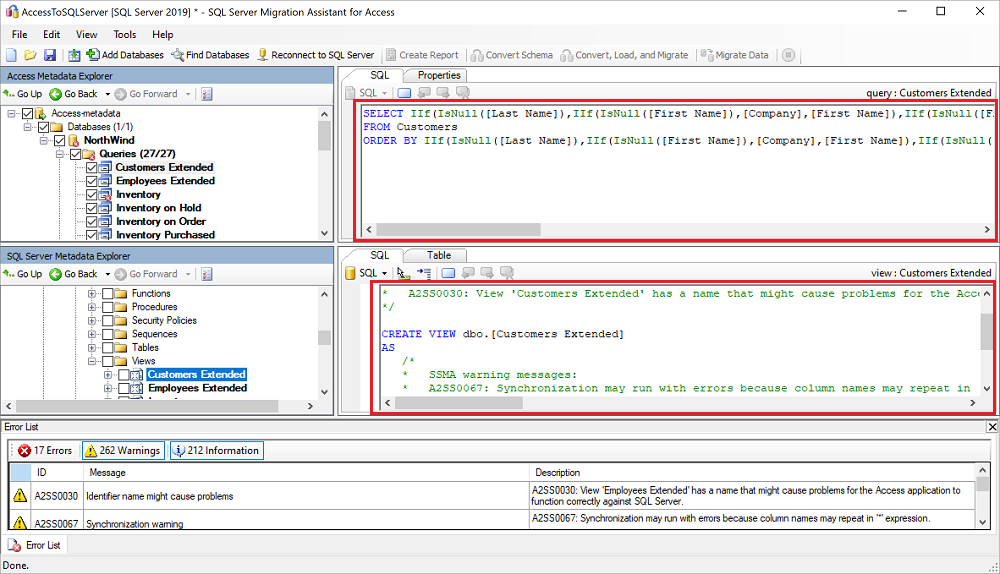 AccessToSQLServer [SQL Server 2019] * - SQL Server Migration Assistant for Access
File Edit View Tools Help
Add Databases Find Databases Reconnect to SQL Server Create Report Convert Schema Convert, Load, and Migrate Migrate Data
Access Metadata Explorer
Go Up Go Back Go Forward
Access-metadata
Databases (1/1)
NorthWind
Queries (27/27)
Customers Extended
Employees Extended
Inventory
Inventory on Hold
Inventory on Order
Inventory Purchased
SQL Properties
SQL query : Customers Extended
SELECT IIf(IsNull([Last Name]),IIf(IsNull([First Name]),[Company],[First Name]),IIf(IsNull([Fi
FROM Customers
ORDER BY IIf(IsNull([Last Name]),IIf(IsNull([First Name]),[Company],[First Name]),IIf(IsNull(
SQL Server Metadata Explorer
Go Up Go Back Go Forward
Functions
Procedures
Security Policies
Sequences
Tables
Views
Customers Extended
Employees Extended
SQL Table
SQL view : Customers Extended
* A2SS0030: View 'Customers Extended' has a name that might cause problems for the Acce
*/
CREATE VIEW dbo.[Customers Extended]
AS
/*
* SSMA warning messages:
* A2SS0067: Synchronization may run with errors because column names may repeat in
Error List
17 Errors 262 Warnings 212 Information
ID Message Description
A2SS0030 Identifier name might cause problems A2SS0030: View 'Employees Extended' has a name that might cause problems for the Access application to
function correctly against SQL Server.
A2SS0067 Synchronization warning A2SS0067: Synchronization may run with errors because column names may repeat in '*' expression.
Error List
Done.